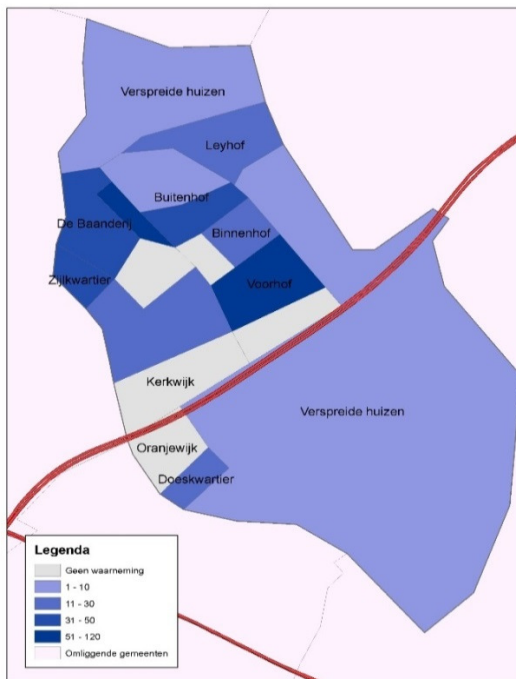 Verspreide huizen
Leyhof
Buitenhof
De Baanderij
Binnenhof
Zijlkwartier
Voorhof
Kerkwijk
Verspreide huizen
Oranjewijk
Doeskwartier
Legenda
Geen waarneming
1 - 10
11 - 30
31 - 50
51 - 120
Omliggende gemeenten